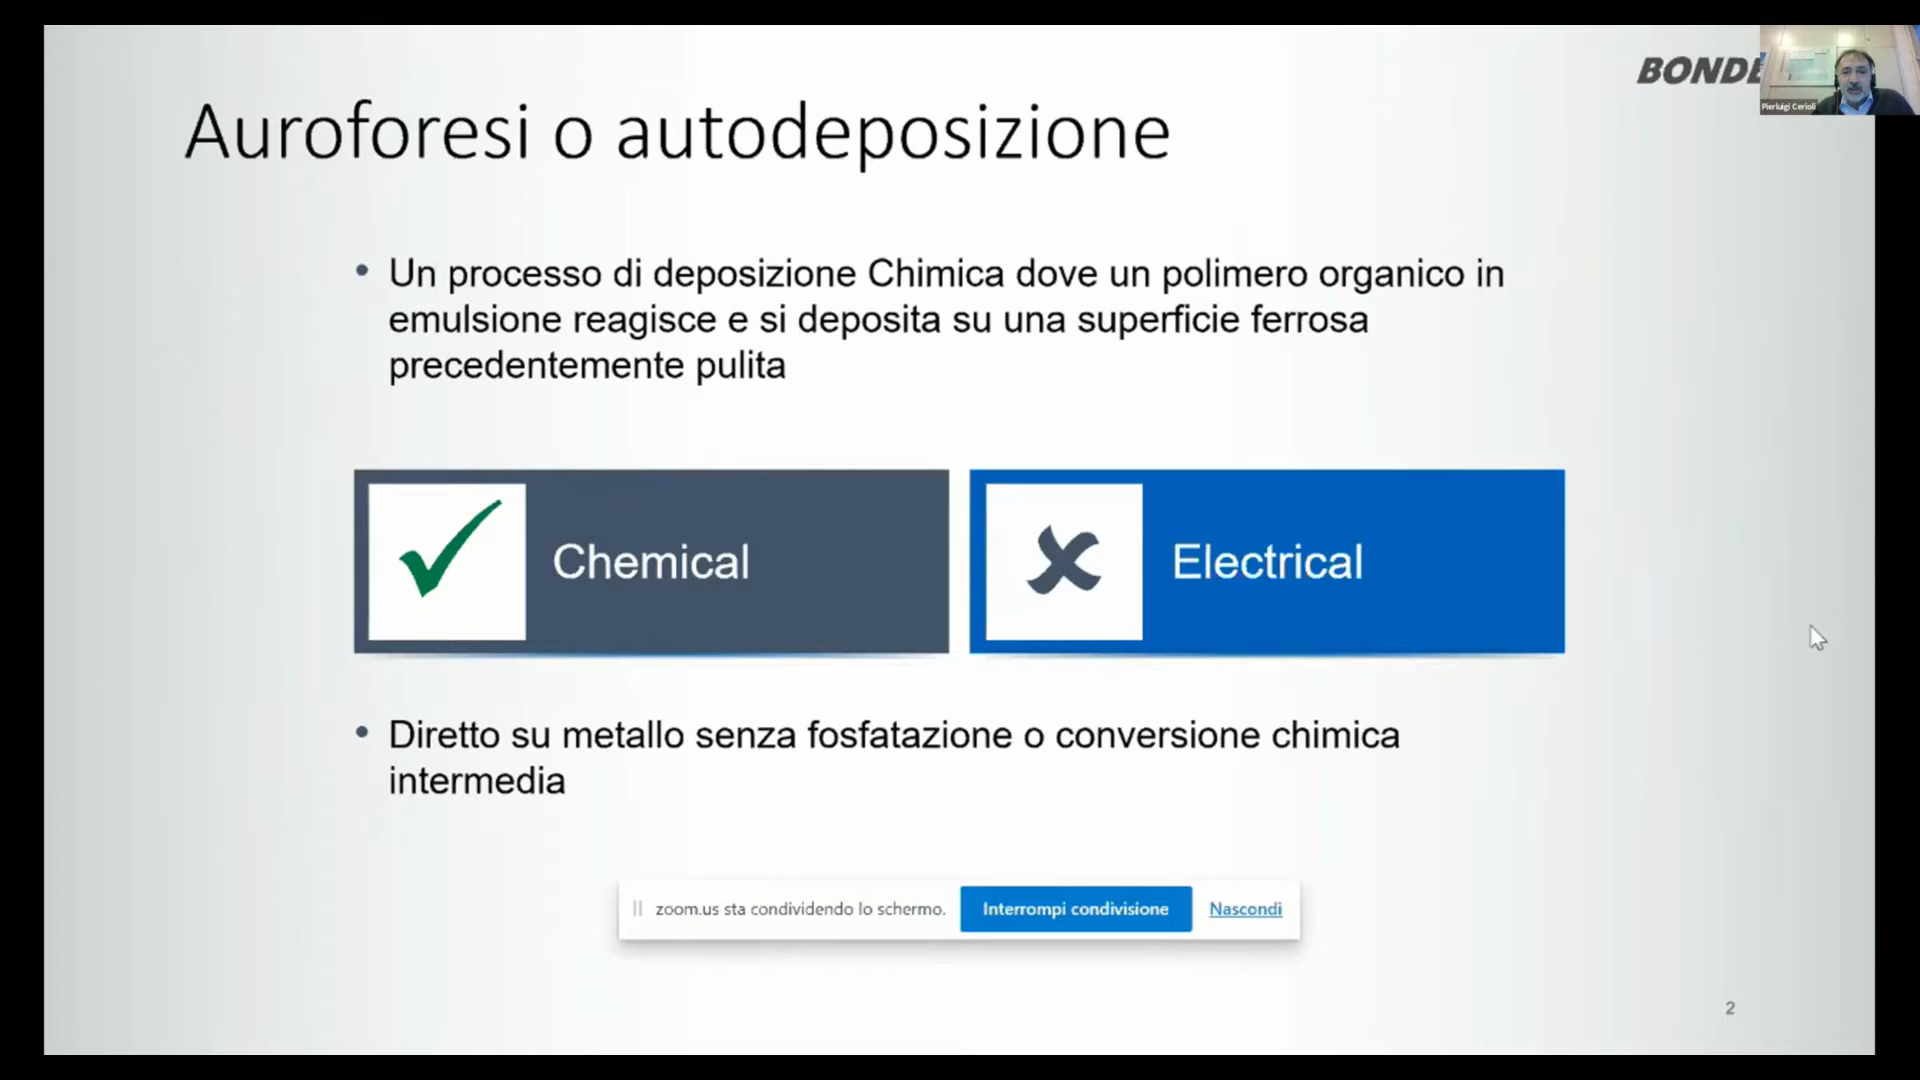 BONDE
Pierluigi Cerioli
Auroforesi o autodeposizione
• Un processo di deposizione Chimica dove un polimero organico in
emulsione reagisce e si deposita su una superficie ferrosa
precedentemente pulita
Chemical
Electrical
• Diretto su metallo senza fosfatazione o conversione chimica
intermedia
zoom.us sta condividendo lo schermo.
Interrompi condivisione
Nascondi
2